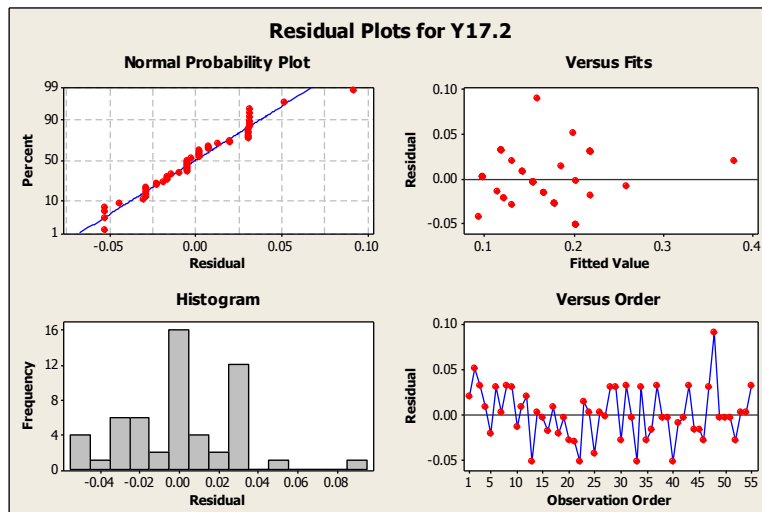 Residual Plots for Y17.2
Normal Probability Plot
Percent
99
90
50
10
1
-0.05 0.00 0.05 0.10
Residual
Versus Fits
Residual
0.10
0.05
0.00
-0.05
0.1 0.2 0.3 0.4
Fitted Value
Histogram
Frequency
16
12
8
4
0
-0.04 -0.02 0.00 0.02 0.04 0.06 0.08
Residual
Versus Order
Residual
0.10
0.05
0.00
-0.05
1 5 10 15 20 25 30 35 40 45 50 55
Observation Order